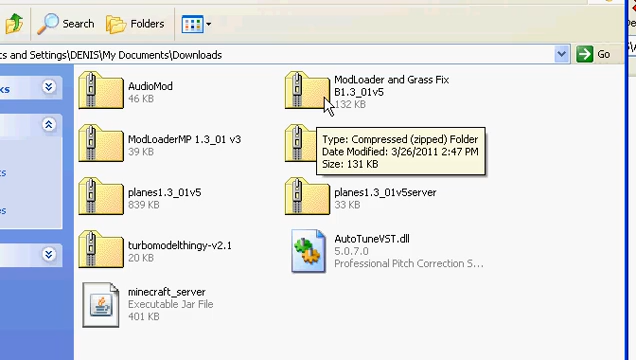 Search Folders
cs and Settings\DENIS\My Documents\Downloads Go
AudioMod
46 KB
ModLoader and Grass Fix
B1.3_01v5
132 KB
Type: Compressed (zipped) Folder
Date Modified: 3/26/2011 2:47 PM
Size: 131 KB
ModLoaderMP 1.3_01 v3
39 KB
planes1.3_01v5
839 KB
planes1.3_01v5server
33 KB
turbomodelthingy-v2.1
20 KB
AutoTuneVST.dll
5.0.7.0
Professional Pitch Correction S...
minecraft_server
Executable Jar File
401 KB